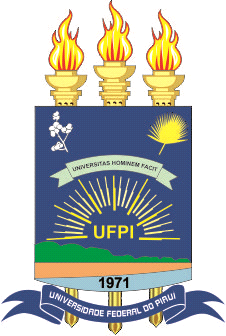 UNIVERSITAS HOMINEM FACIT
UFPI
1971
UNIVERSIDADE FEDERAL DO PIAUÍ